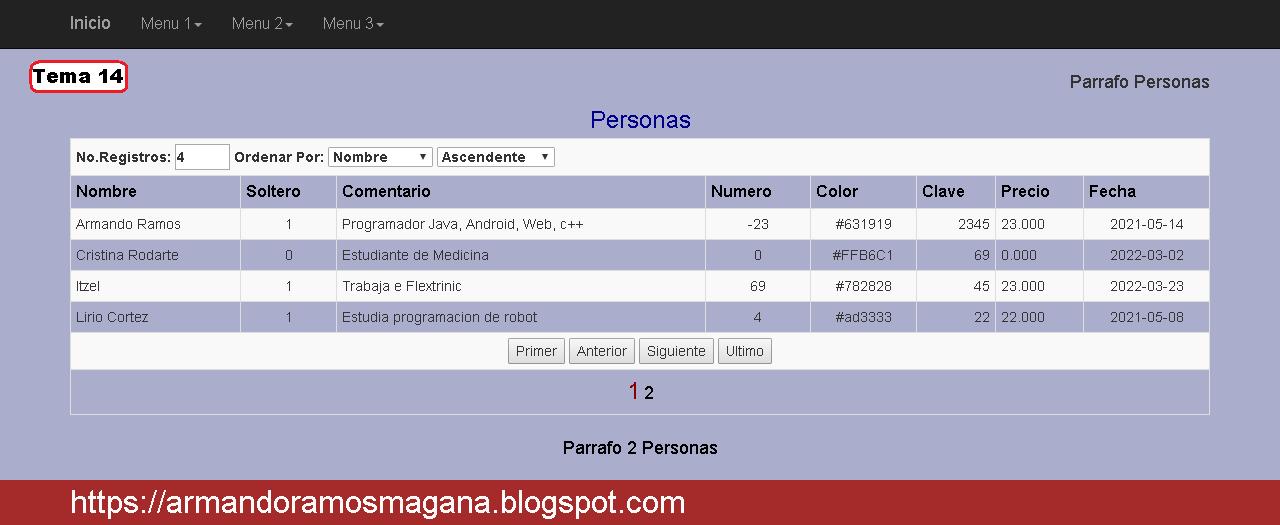 Inicio Menu 1 Menu 2 Menu 3
Tema 14
Parrafo Personas
Personas
No.Registros: 4 Ordenar Por: Nombre Ascendente
Nombre Soltero Comentario Numero Color Clave Precio Fecha
Armando Ramos 1 Programador Java, Android, Web, c++ -23 #631919 2345 23.000 2021-05-14
Cristina Rodarte 0 Estudiante de Medicina 0 #FFB6C1 69 0.000 2022-03-02
Itzel 1 Trabaja e Flextrinic 69 #782828 45 23.000 2022-03-23
Lirio Cortez 1 Estudia programacion de robot 4 #ad3333 22 22.000 2021-05-08
Primer Anterior Siguiente Ultimo
1 2
Parrafo 2 Personas
https://armandoramosmagana.blogspot.com